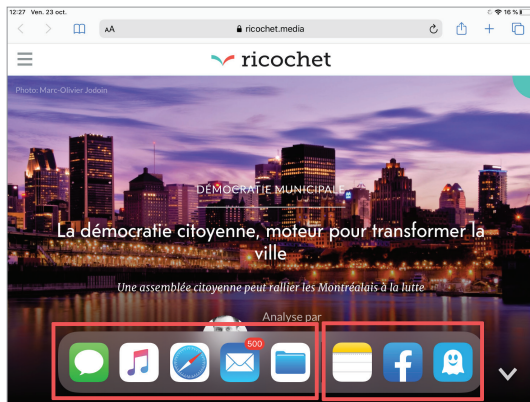 12:27 Ven. 23 oct.
16 %
AA
ricochet.media
ricochet
Photo: Marc-Olivier Jodoin
DÉMOCRATIE MUNICIPALE
La démocratie citoyenne, moteur pour transformer la
ville
Une assemblée citoyenne peut rallier les Montréalais à la lutte
Analyse par
500